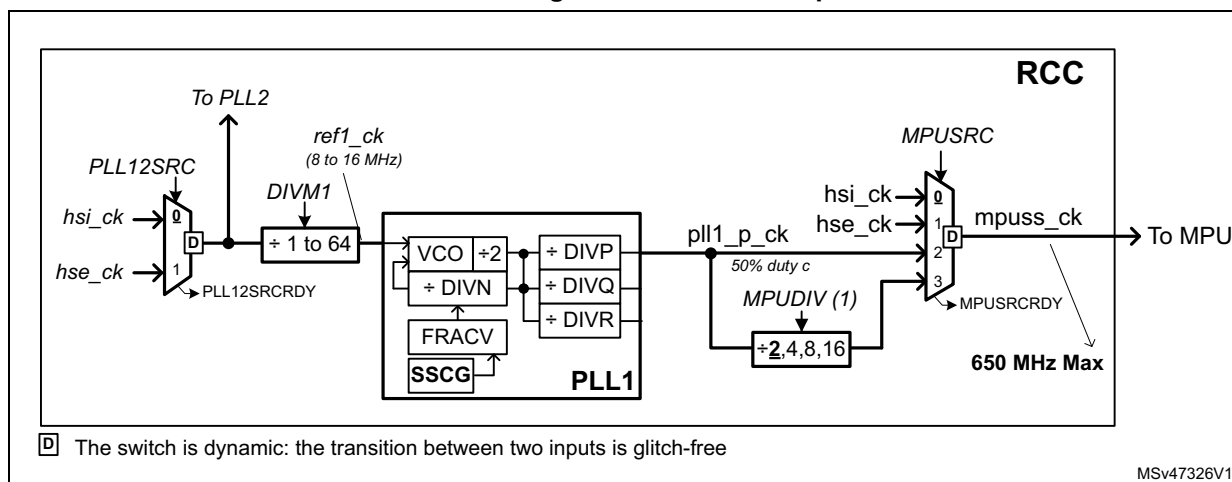 RCC
To PLL2
ref1_ck
(8 to 16 MHz)
PLL12SRC
DIVM1
MPUSRC
hsi_ck
0
D
÷ 1 to 64
hse_ck
1
PLL12SRCRDY
VCO
÷2
÷ DIVN
FRACV
SSCG
÷ DIVP
÷ DIVQ
÷ DIVR
PLL1
pll1_p_ck
50% duty c
MPUDIV (1)
÷2,4,8,16
hsi_ck
0
hse_ck
1
D
2
3
mpuss_ck
To MPU
MPUSRCRDY
650 MHz Max
D The switch is dynamic: the transition between two inputs is glitch-free
MSv47326V1